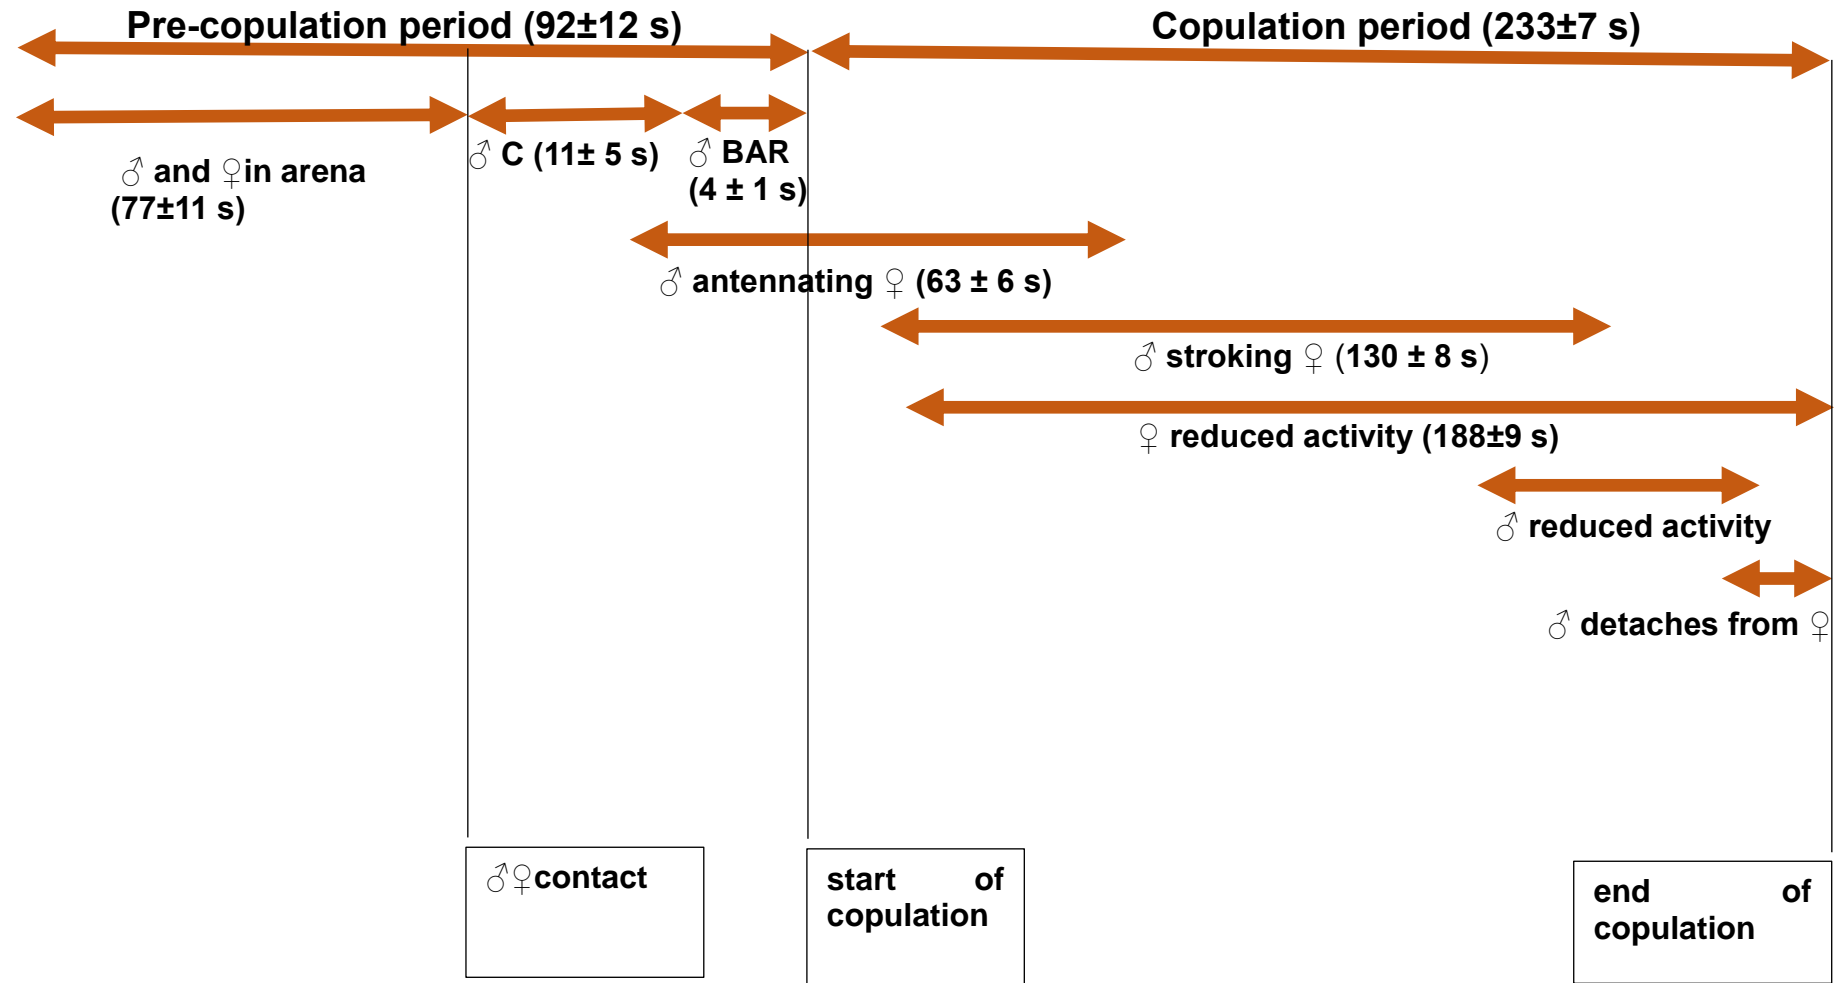 Pre-copulation period (92±12 s)
Copulation period (233±7 s)
♂ and ♀in arena
(77±11 s)
♂ C (11± 5 s)
♂ BAR
(4 ± 1 s)
♂ antennating ♀ (63 ± 6 s)
♂ stroking ♀ (130 ± 8 s)
♀ reduced activity (188±9 s)
♂ reduced activity
♂ detaches from ♀
♂♀contact
start of
copulation
end of
copulation